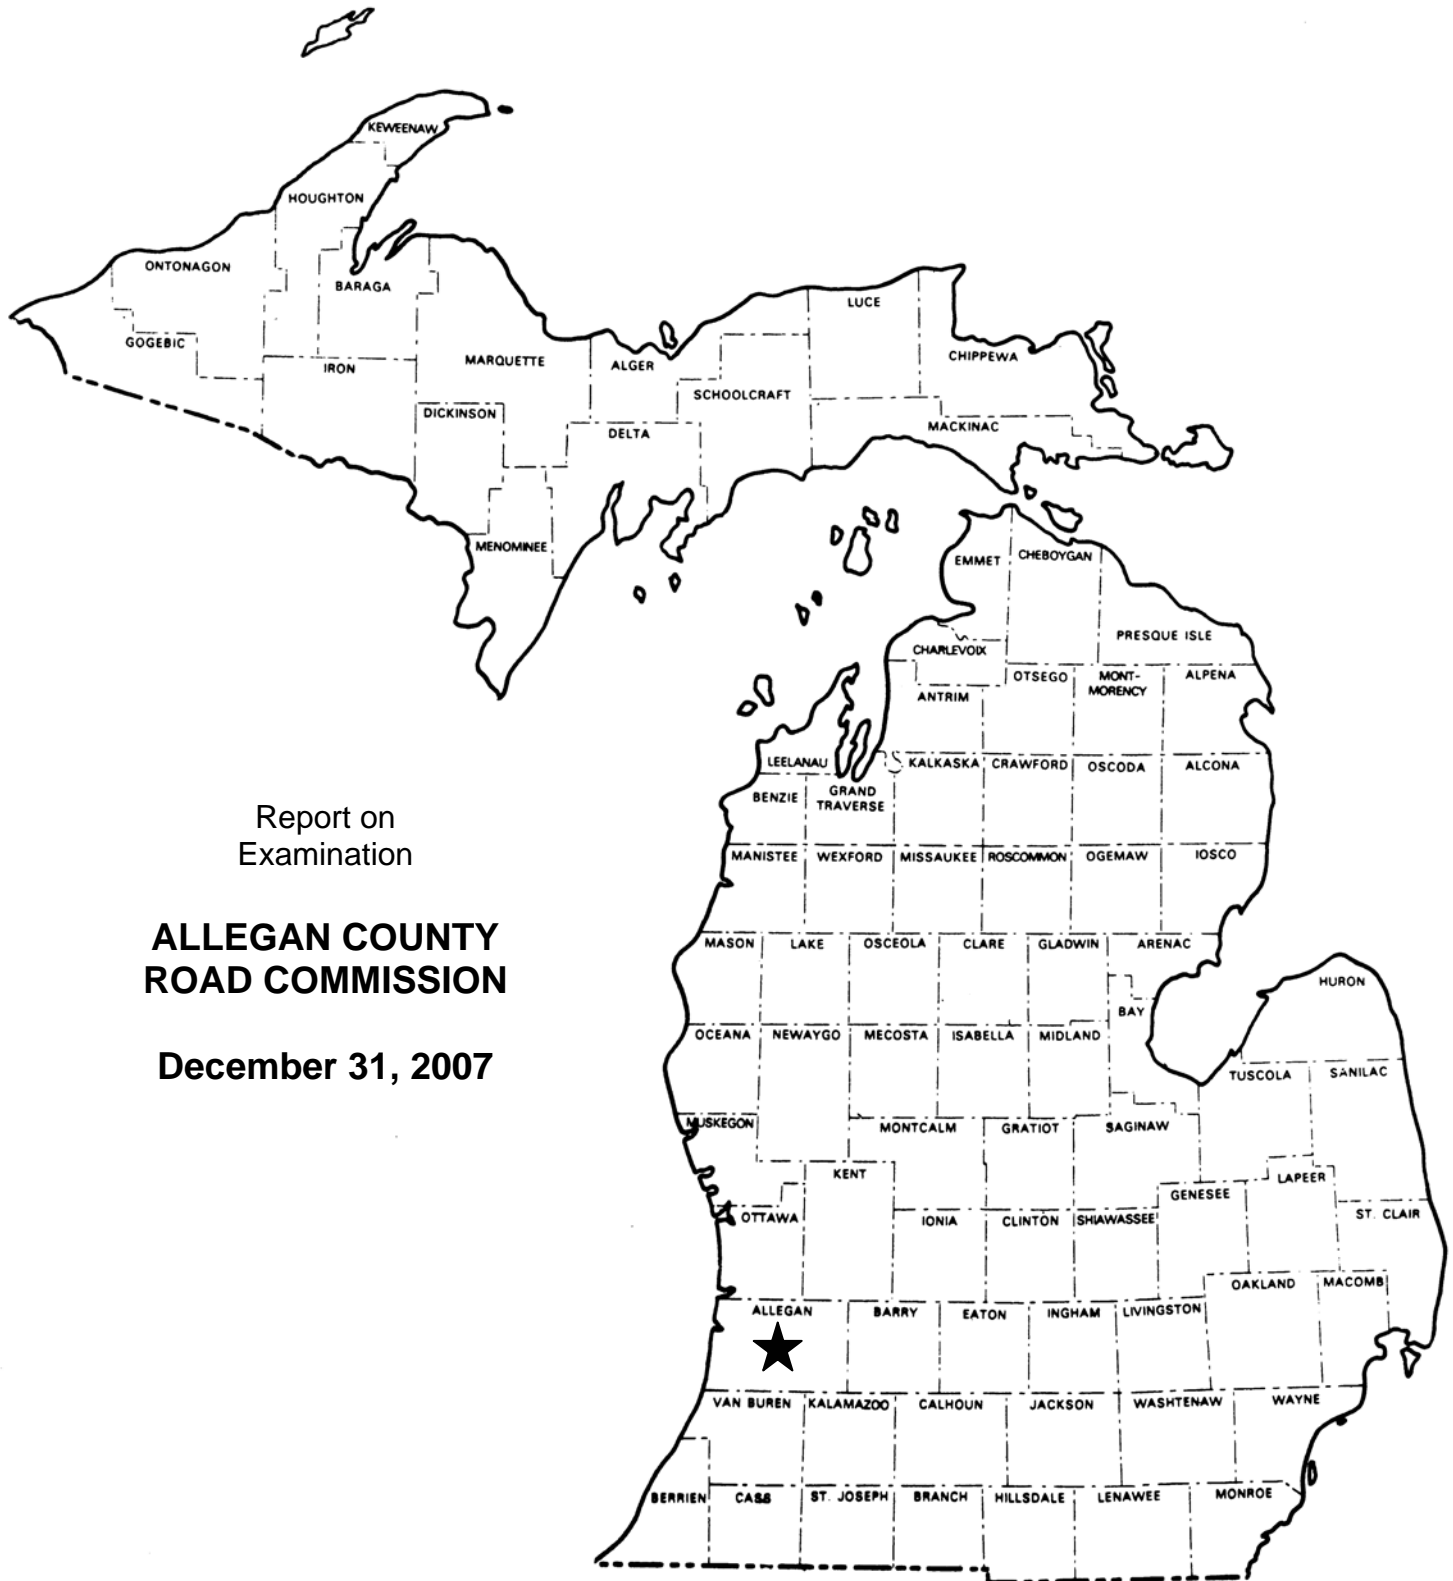 KEWEENAW
HOUGHTON
ONTONAGON
BARAGA
LUCE
GOGEBIC
IRON
MARQUETTE
ALGER
CHIPPEWA
SCHOOLCRAFT
DICKINSON
DELTA
MACKINAC
MENOMINEE
EMMET
CHEBOYGAN
PRESQUE ISLE
CHARLEVOIX
OTSEGO
MONT-
MORENCY
ALPENA
ANTRIM
LEELANAU
KALKASKA
CRAWFORD
OSCODA
ALCONA
BENZIE
GRAND
TRAVERSE
Report on
Examination
MANISTEE
WEXFORD
MISSAUKEE
ROSCOMMON
OGEMAW
IOSCO
ALLEGAN COUNTY
ROAD COMMISSION
MASON
LAKE
OSCEOLA
CLARE
GLADWIN
ARENAC
HURON
BAY
OCEANA
NEWAYGO
MECOSTA
ISABELLA
MIDLAND
December 31, 2007
TUSCOLA
SANILAC
MUSKEGON
MONTCALM
GRATIOT
SAGINAW
KENT
LAPEER
GENESEE
OTTAWA
IONIA
CLINTON
SHIAWASSEE
ST. CLAIR
OAKLAND
MACOMB
ALLEGAN
BARRY
EATON
INGHAM
LIVINGSTON
VAN BUREN
KALAMAZOO
CALHOUN
JACKSON
WASHTENAW
WAYNE
BERRIEN
CASS
ST. JOSEPH
BRANCH
HILLSDALE
LENAWEE
MONROE